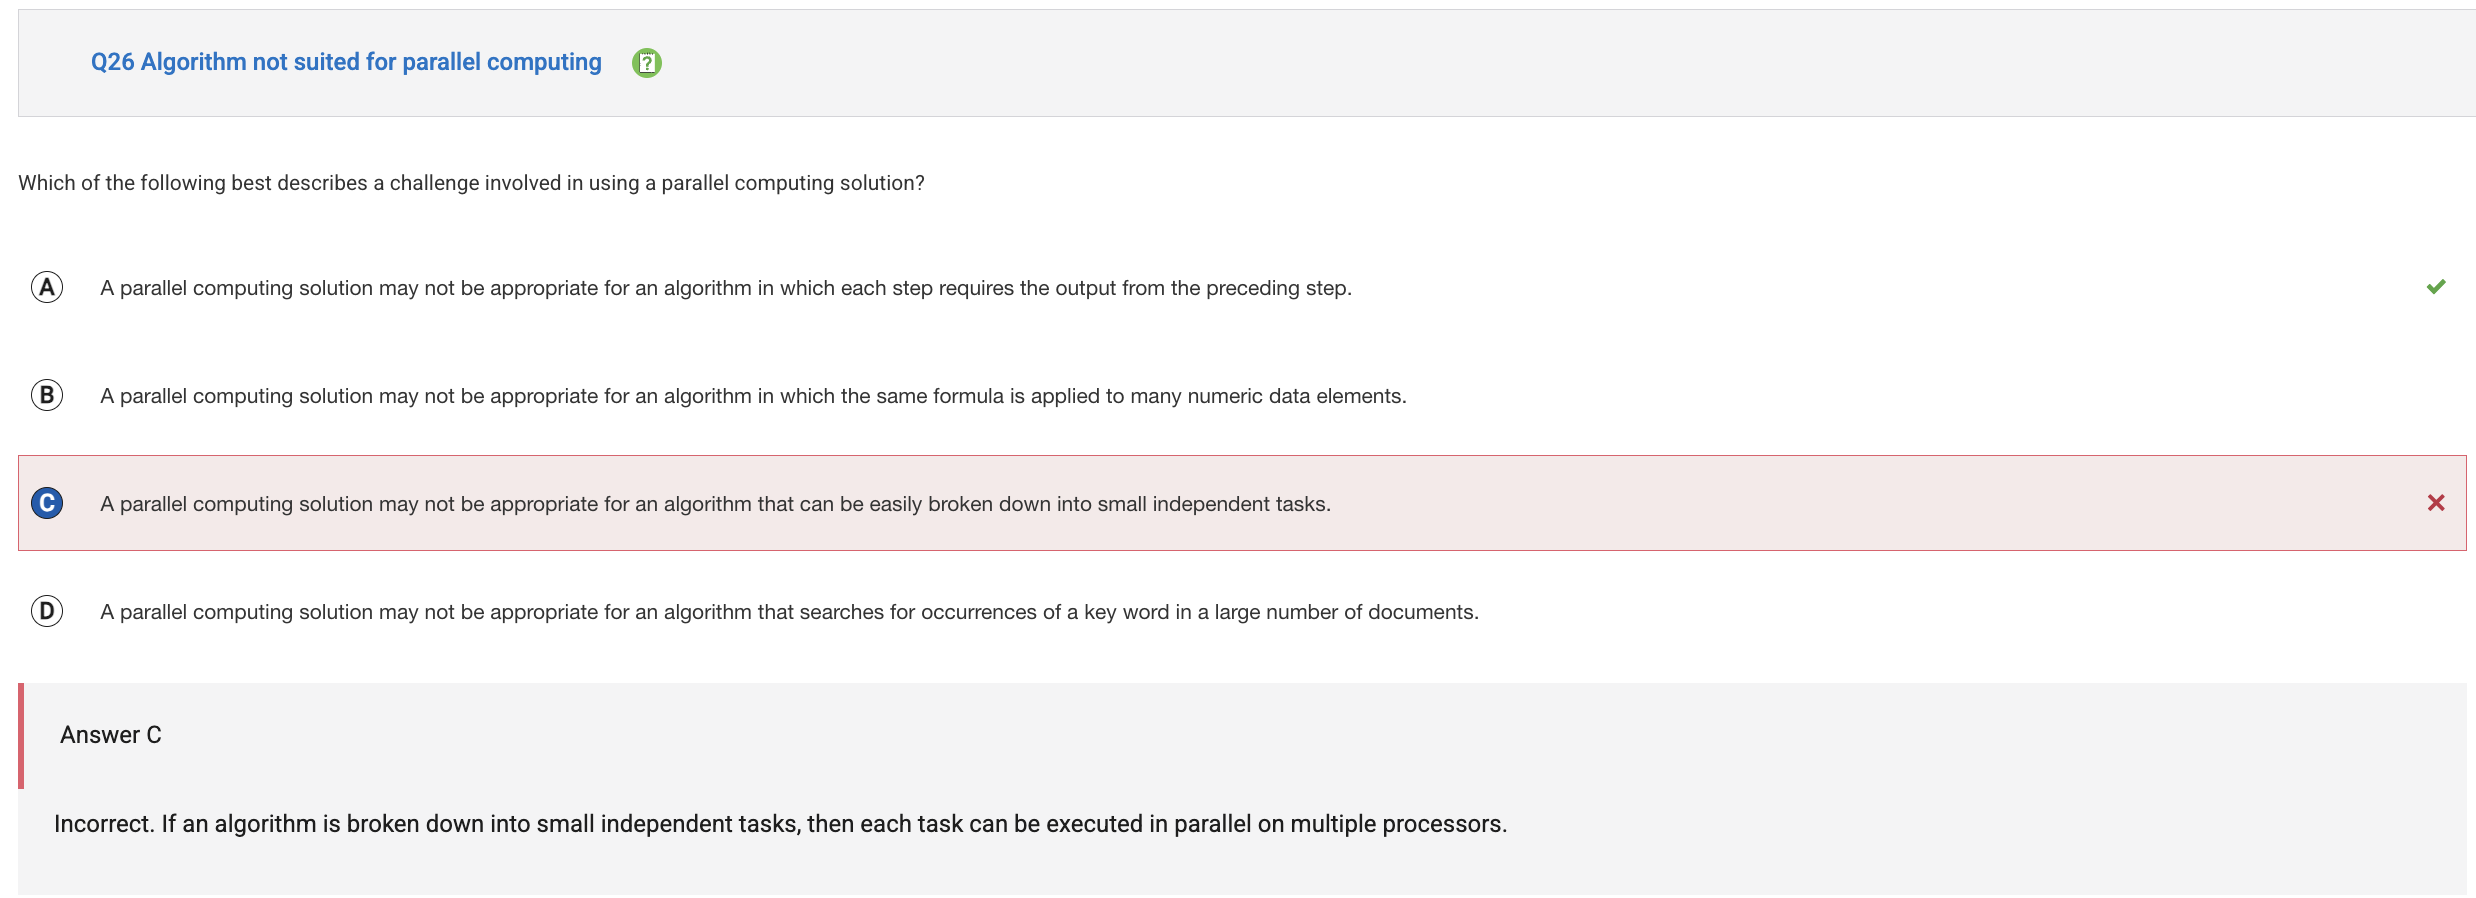 Q26 Algorithm not suited for parallel computing
Which of the following best describes a challenge involved in using a parallel computing solution?
A A parallel computing solution may not be appropriate for an algorithm in which each step requires the output from the preceding step.
B A parallel computing solution may not be appropriate for an algorithm in which the same formula is applied to many numeric data elements.
C A parallel computing solution may not be appropriate for an algorithm that can be easily broken down into small independent tasks.
D A parallel computing solution may not be appropriate for an algorithm that searches for occurrences of a key word in a large number of documents.
Answer C
Incorrect. If an algorithm is broken down into small independent tasks, then each task can be executed in parallel on multiple processors.